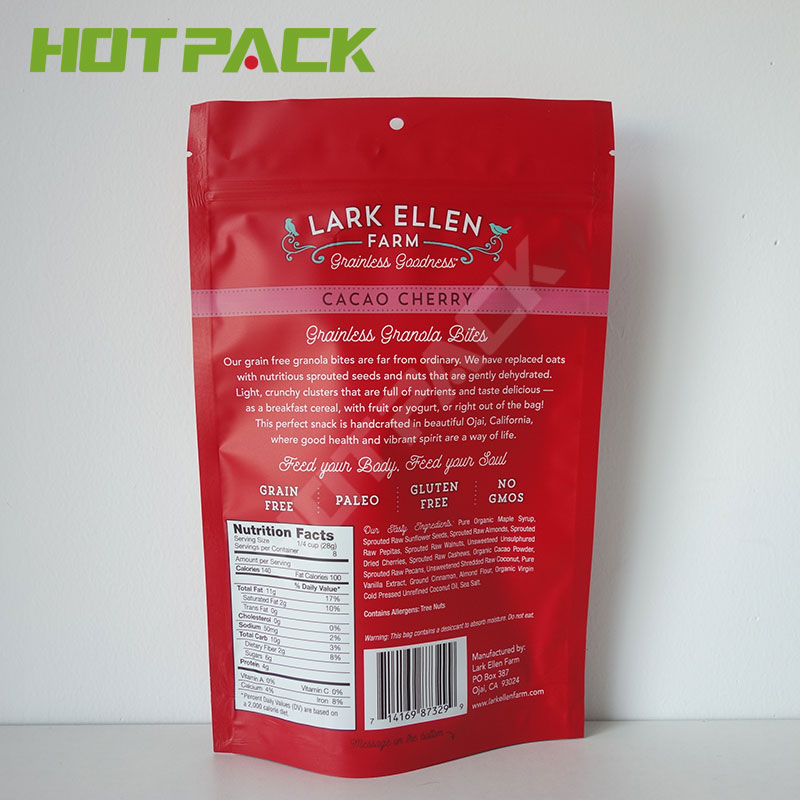 HOTPACK
LARK ELLEN
FARM
Grainless Goodness™
CACAO CHERRY
Grainless Granola Bites
Our grain free granola bites are far from ordinary. We have replaced oats
with nutritious sprouted seeds and nuts that are gently dehydrated.
Light, crunchy clusters that are full of nutrients and taste delicious —
as a breakfast cereal, with fruit or yogurt, or right out of the bag!
This perfect snack is handcrafted in beautiful Ojai, California,
where good health and vibrant spirit are a way of life.
Feed your Body, Feed your Soul
GRAIN FREE
PALEO
GLUTEN FREE
NO GMOS
Nutrition Facts
Serving Size 1/4 cup (28g)
Servings per Container 8
Amount per Serving
Calories 140 Fat Calories 100
% Daily Value*
Total Fat 11g 17%
Saturated Fat 2g 10%
Trans Fat 0g
Cholesterol 0g 0%
Sodium 50mg 2%
Total Carb 10g 3%
Dietary Fiber 2g 8%
Sugars 6g
Protein 4g
Vitamin A 0% Vitamin C 0%
Calcium 4% Iron 8%
*Percent Daily Values (DV) are based on
a 2,000 calorie diet.
Our Tasty Ingredients: Pure Organic Maple Syrup,
Sprouted Raw Sunflower Seeds, Sprouted Raw Almonds, Sprouted
Raw Pepitas, Sprouted Raw Walnuts, Unsweetened Unsulphured
Dried Cherries, Sprouted Raw Cashews, Organic Cacao Powder,
Sprouted Raw Pecans, Unsweetened Shredded Raw Coconut, Pure
Vanilla Extract, Ground Cinnamon, Almond Flour, Organic Virgin
Cold Pressed Unrefined Coconut Oil, Sea Salt.
Contains Allergens: Tree Nuts
Warning: This bag contains a desiccant to absorb moisture. Do not eat.
7 14169 87329 9
Manufactured by:
Lark Ellen Farm
PO Box 387
Ojai, CA 93024
www.larkellenfarm.com
Message on the bottom
HOTPACK